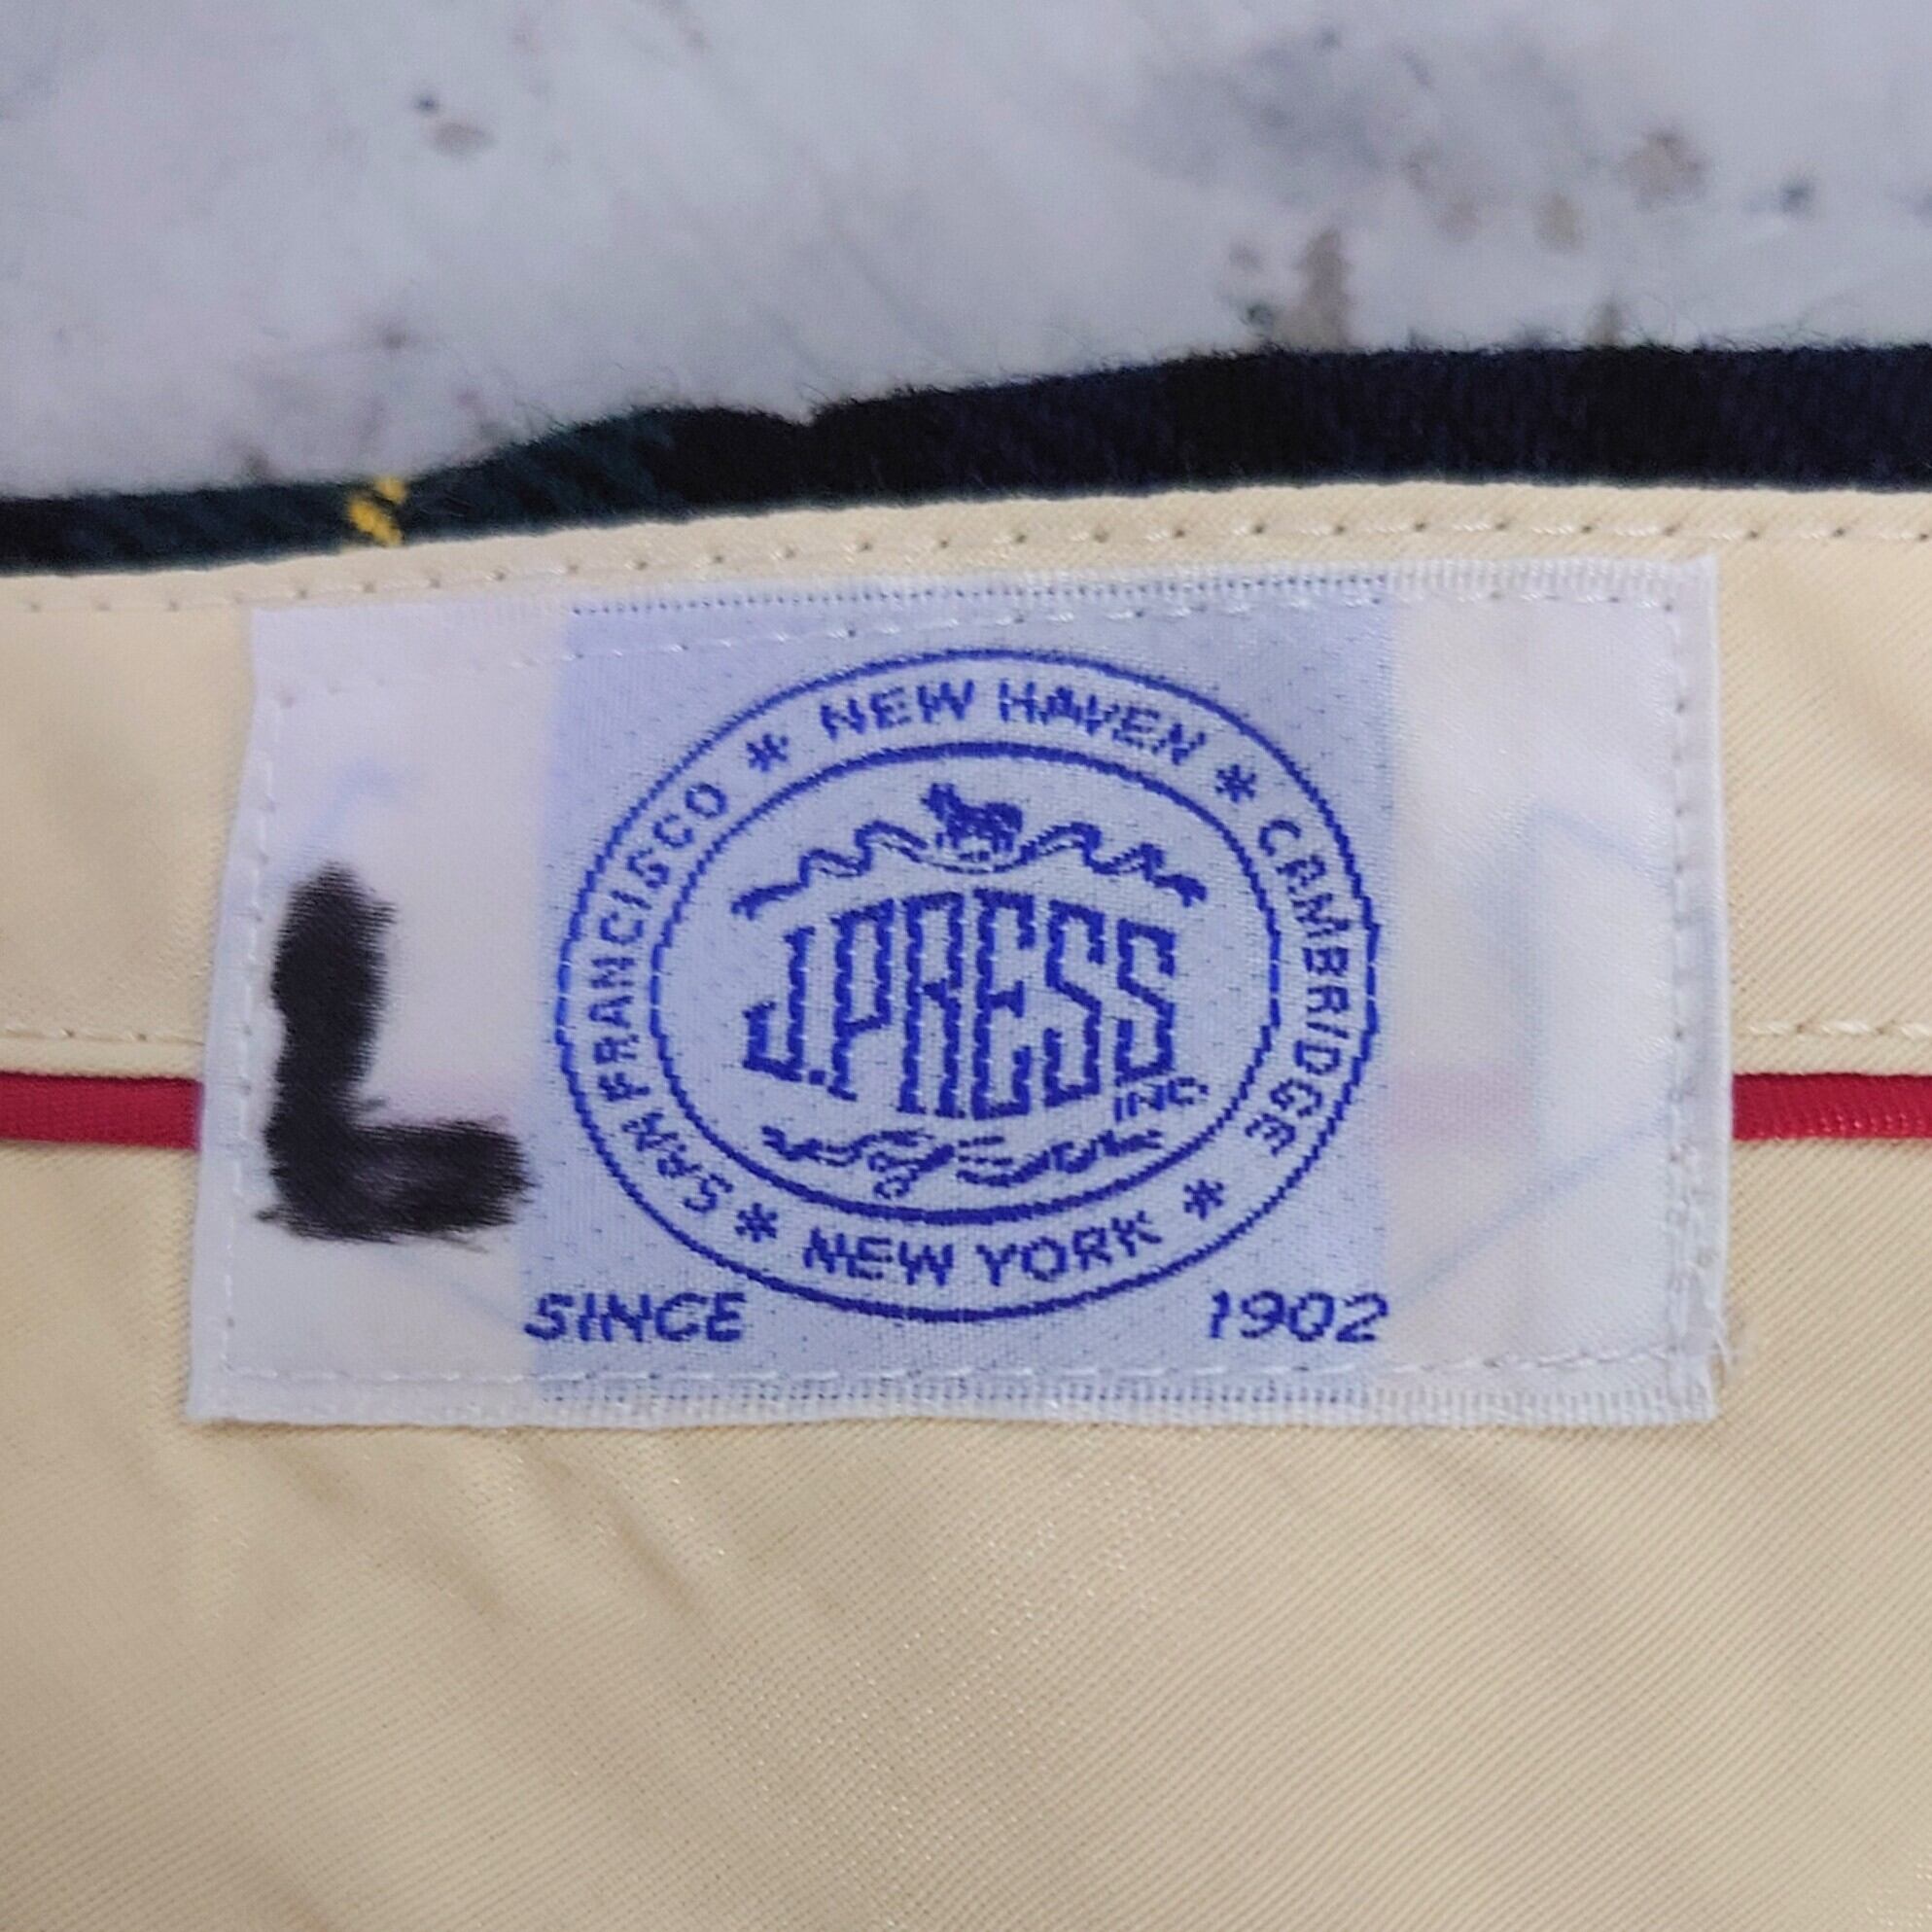 NEW HAVEN * CAMBRIDGE * NEW YORK * SAN FRANCISCO *
J.PRESS
INC
L
SINCE 1902